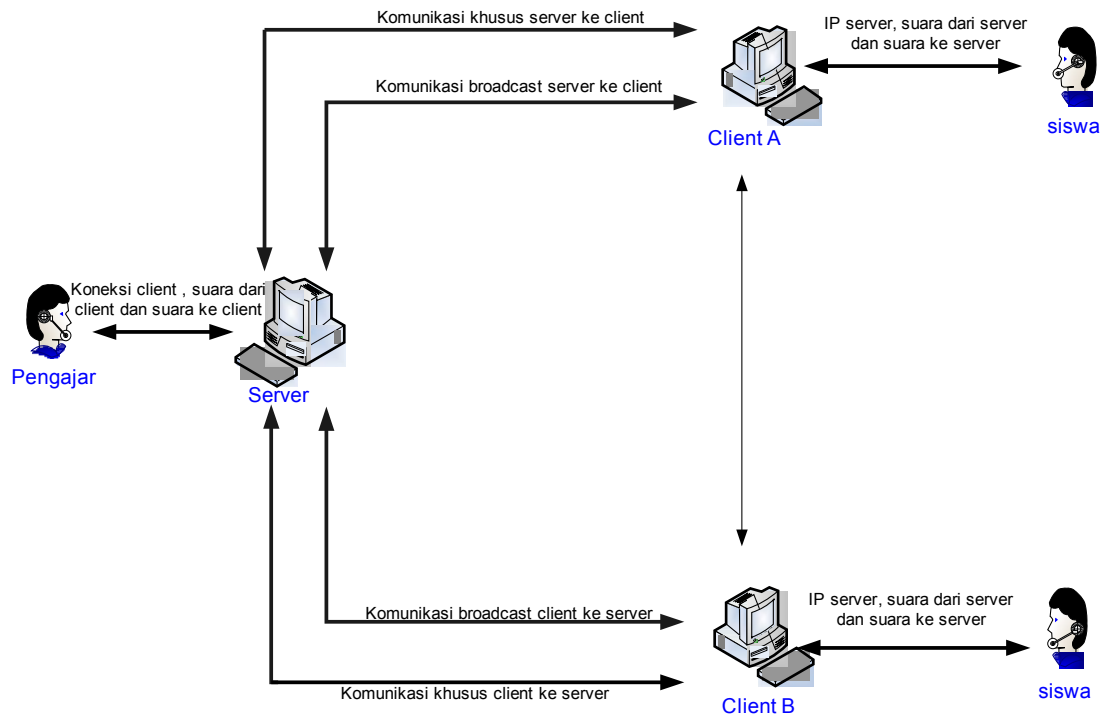 Komunikasi khusus server ke client
IP server, suara dari server
dan suara ke server
Komunikasi broadcast server ke client
siswa
Client A
Koneksi client , suara dari
client dan suara ke client
Pengajar
Server
Komunikasi broadcast client ke server
IP server, suara dari server
dan suara ke server
Komunikasi khusus client ke server
siswa
Client B